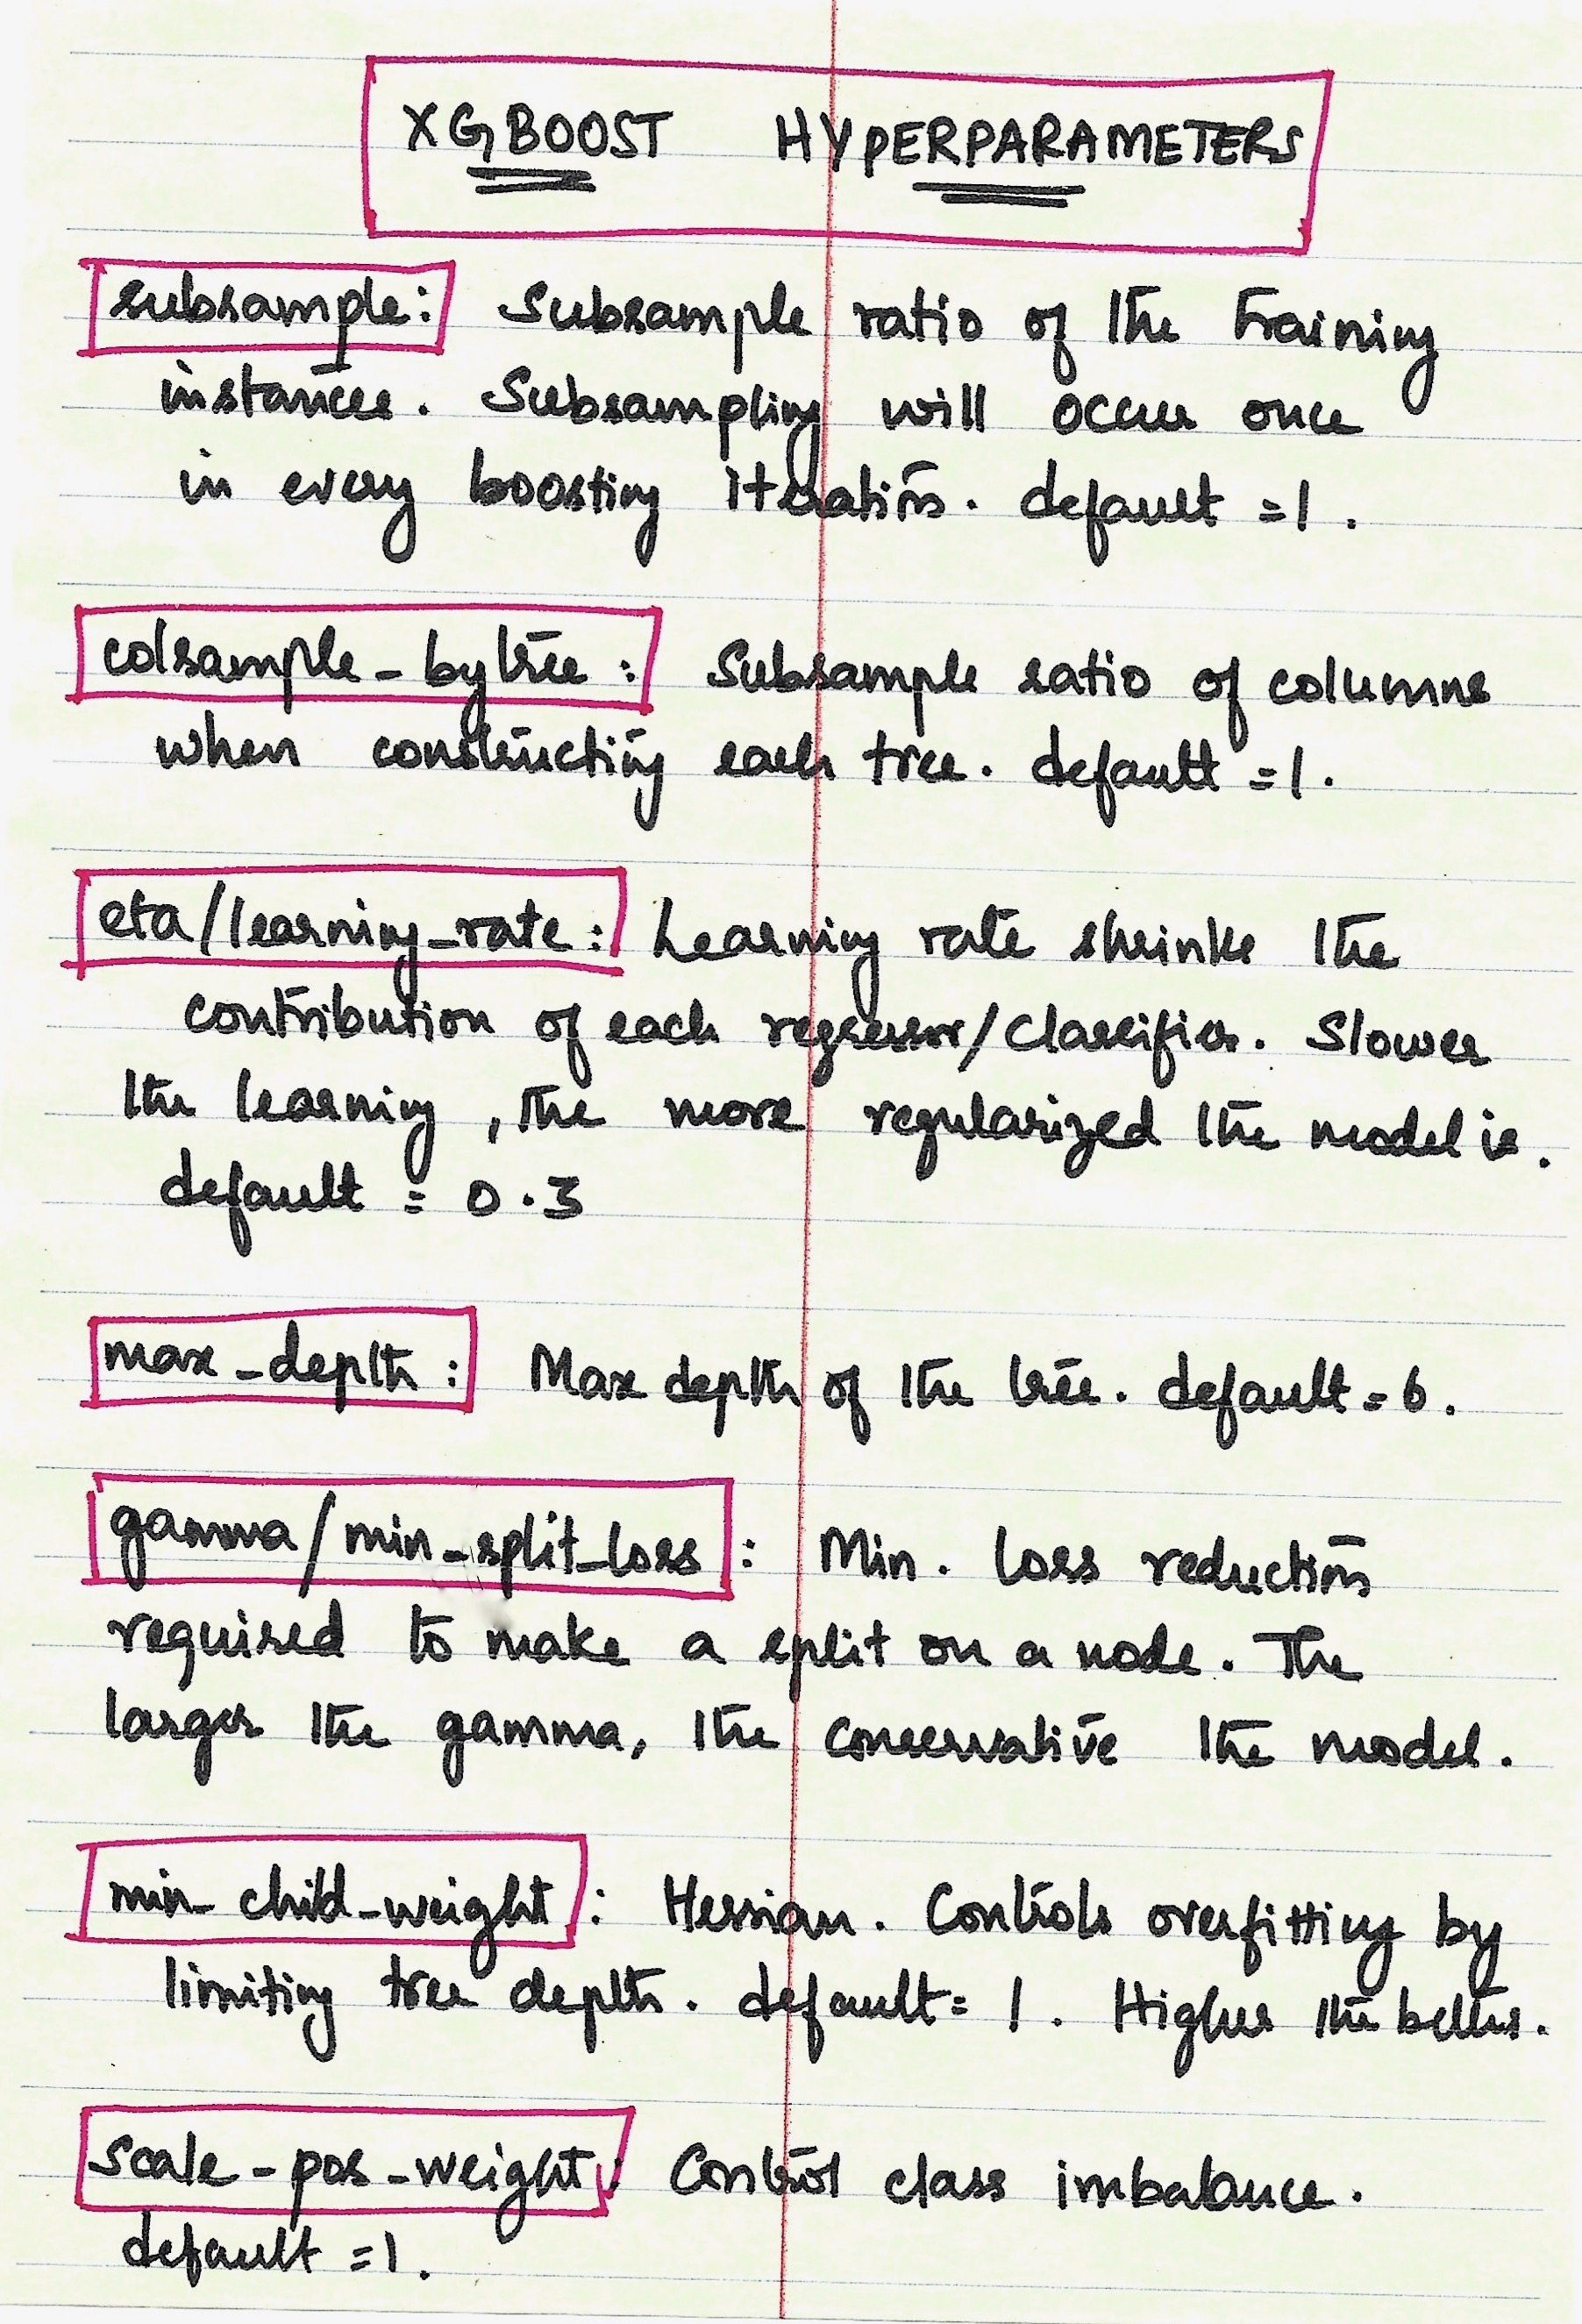 XGBOOST HYPERPARAMETERS
subsample: Subsample ratio of the training
instances. Subsampling will occur once
in every boosting iteration. default =1.
colsample_bytree: Subsample ratio of columns
when constructing each tree. default =1.
eta/learning_rate: Learning rate shrinks the
contribution of each regressor/classifier. Slower
the learning, the more regularized the model is.
default = 0.3
max_depth: Max depth of the tree. default = 6.
gamma/min_split_loss: Min. loss reduction
required to make a split on a node. The
larger the gamma, the conservative the model.
min_child_weight: Hessian. Controls overfitting by
limiting tree depth. default = 1. Higher the better.
scale_pos_weight: Control class imbalance.
default =1.